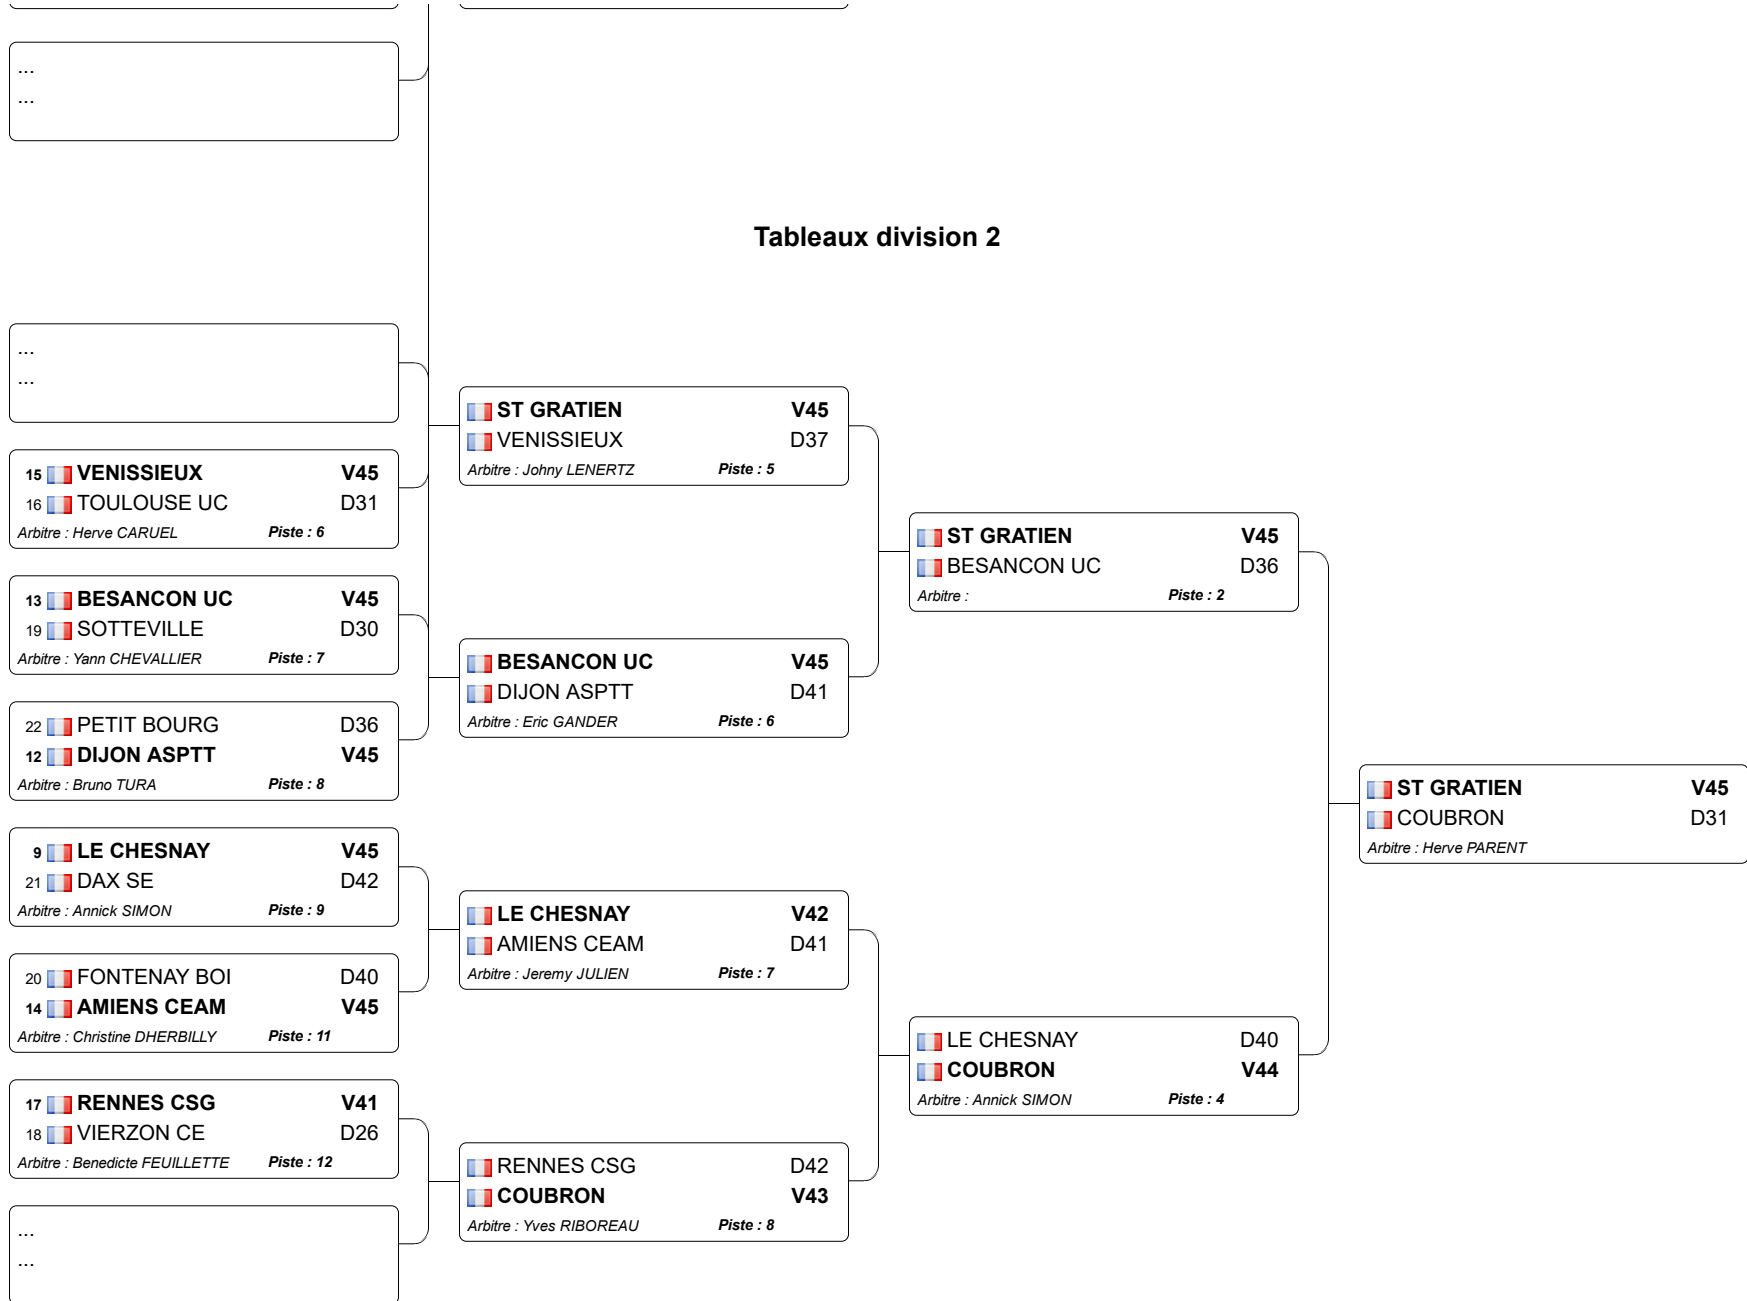 ...
...
Tableaux division 2
...
...
15 VENISSIEUX V45
16 TOULOUSE UC D31
Arbitre : Herve CARUEL Piste : 6
13 BESANCON UC V45
19 SOTTEVILLE D30
Arbitre : Yann CHEVALLIER Piste : 7
22 PETIT BOURG D36
12 DIJON ASPTT V45
Arbitre : Bruno TURA Piste : 8
9 LE CHESNAY V45
21 DAX SE D42
Arbitre : Annick SIMON Piste : 9
20 FONTENAY BOI D40
14 AMIENS CEAM V45
Arbitre : Christine DHERBILLY Piste : 11
17 RENNES CSG V41
18 VIERZON CE D26
Arbitre : Benedicte FEUILLETTE Piste : 12
...
...
ST GRATIEN V45
VENISSIEUX D37
Arbitre : Johny LENERTZ Piste : 5
BESANCON UC V45
DIJON ASPTT D41
Arbitre : Eric GANDER Piste : 6
LE CHESNAY V42
AMIENS CEAM D41
Arbitre : Jeremy JULIEN Piste : 7
RENNES CSG D42
COUBRON V43
Arbitre : Yves RIBOREAU Piste : 8
ST GRATIEN V45
BESANCON UC D36
Arbitre : Piste : 2
LE CHESNAY D40
COUBRON V44
Arbitre : Annick SIMON Piste : 4
ST GRATIEN V45
COUBRON D31
Arbitre : Herve PARENT